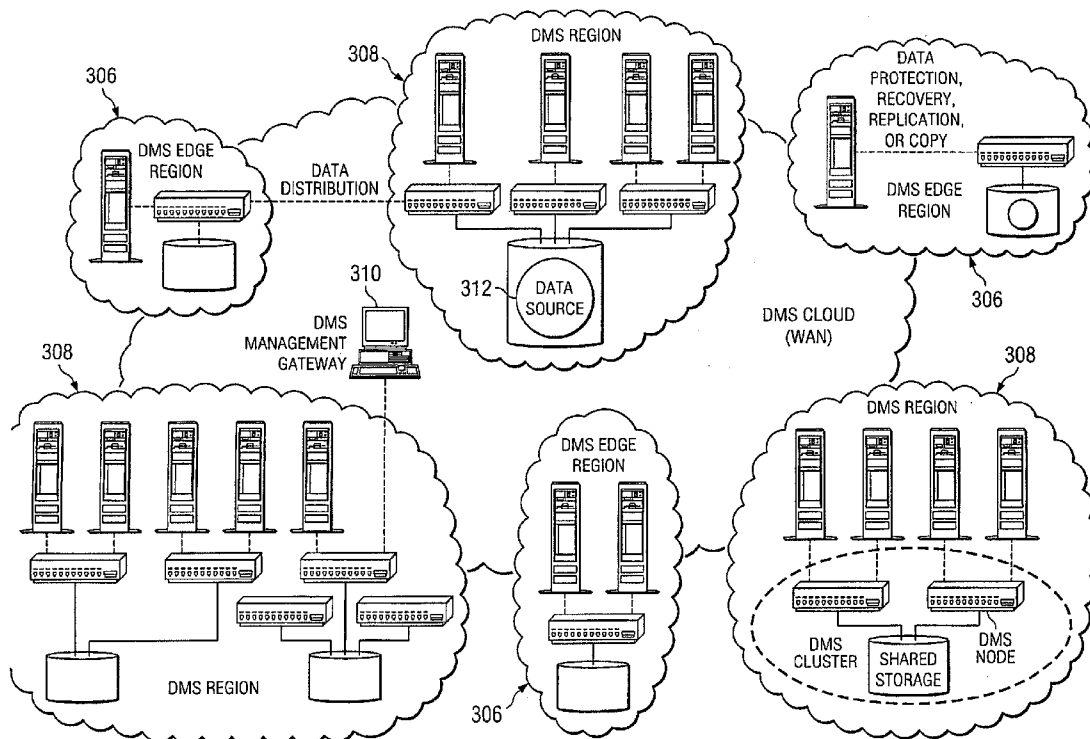 306
DMS EDGE
REGION
DATA
DISTRIBUTION
308
DMS REGION
312
DATA
SOURCE
DATA
PROTECTION,
RECOVERY,
REPLICATION,
OR COPY
DMS EDGE
REGION
306
310
DMS
MANAGEMENT
GATEWAY
DMS CLOUD
(WAN)
308
DMS REGION
DMS EDGE
REGION
306
308
DMS REGION
DMS
CLUSTER
SHARED
STORAGE
DMS
NODE